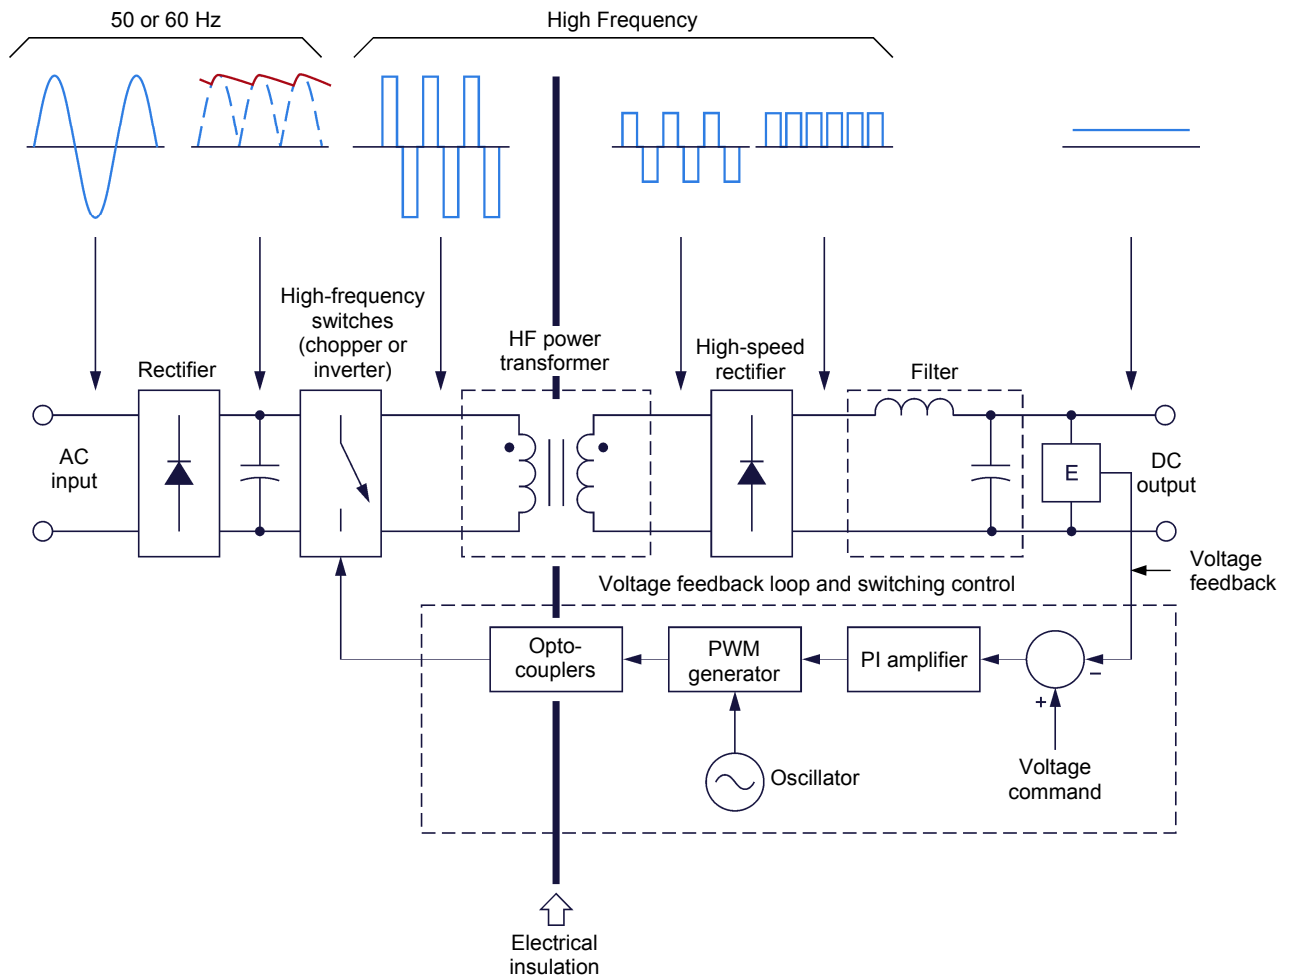 50 or 60 Hz
High Frequency
High-frequency
switches
(chopper or
inverter)
HF power
transformer
High-speed
rectifier
Rectifier
Filter
AC
input
E
DC
output
Voltage
feedback
Voltage feedback loop and switching control
Opto-
couplers
PWM
generator
PI amplifier
−
+
Oscillator
Voltage
command
Electrical
insulation